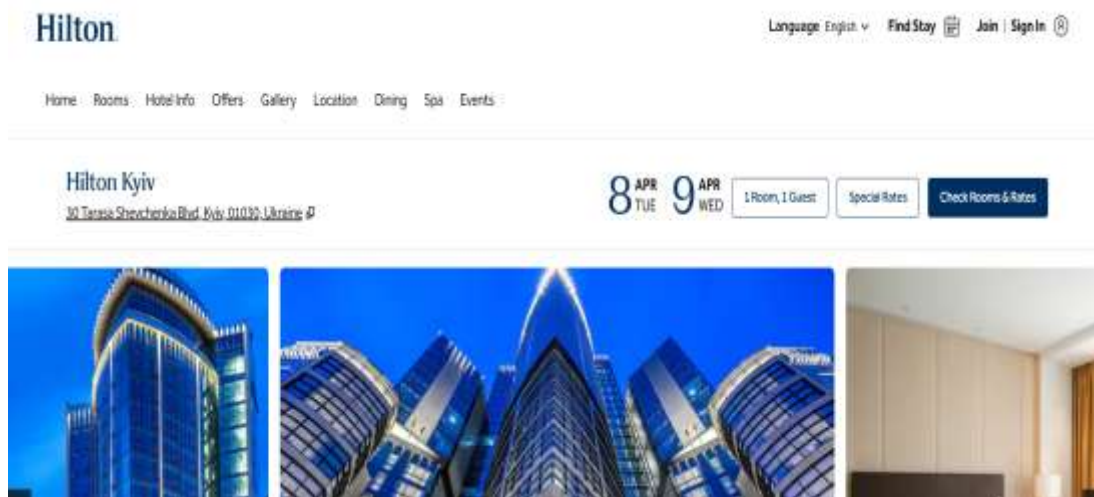 Hilton
Language English Find Stay Join | Sign In
Home Rooms Hotel Info Offers Gallery Location Dining Spa Events
Hilton Kyiv
30 Tarasa Shevchenka Blvd, Kyiv, 01030, Ukraine
8 APR TUE 9 APR WED 1 Room, 1 Guest Special Rates Check Rooms & Rates